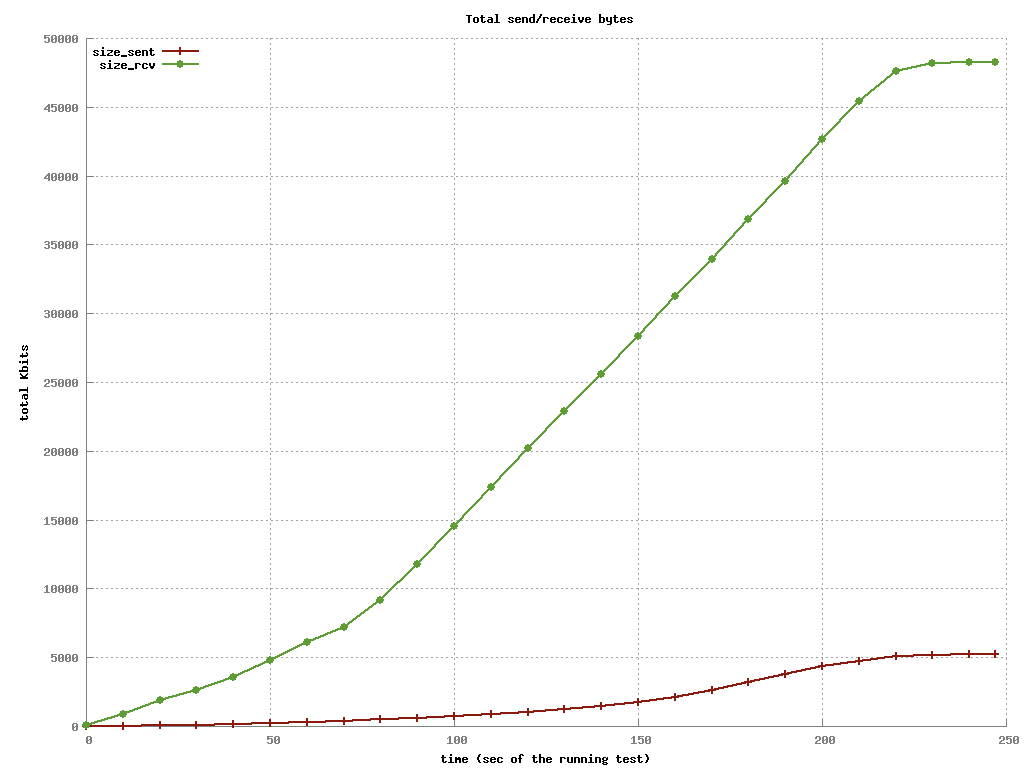 Total send/receive bytes
size_sent
size_rcv
50000
45000
40000
35000
30000
25000
20000
15000
10000
5000
0
total Kbits
0 50 100 150 200 250
time (sec of the running test)